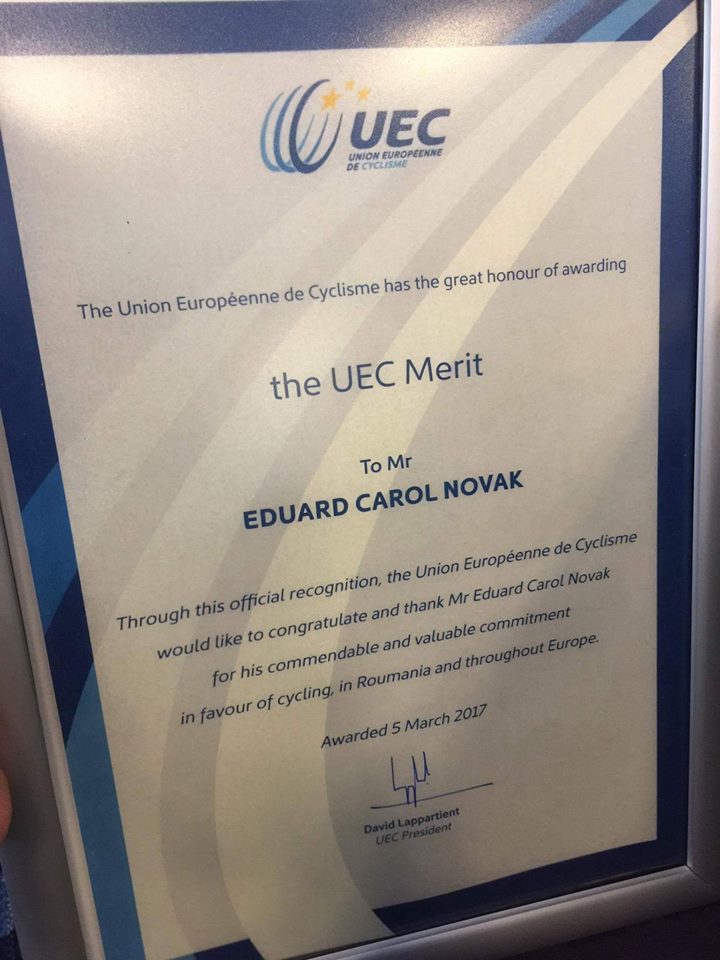 UEC
UNION EUROPÉENNE
DE CYCLISME
The Union Européenne de Cyclisme has the great honour of awarding
the UEC Merit
To Mr
EDUARD CAROL NOVAK
Through this official recognition, the Union Européenne de Cyclisme
would like to congratulate and thank Mr Eduard Carol Novak
for his commendable and valuable commitment
in favour of cycling, in Roumania and throughout Europe.
Awarded 5 March 2017
David Lappartient
UEC President